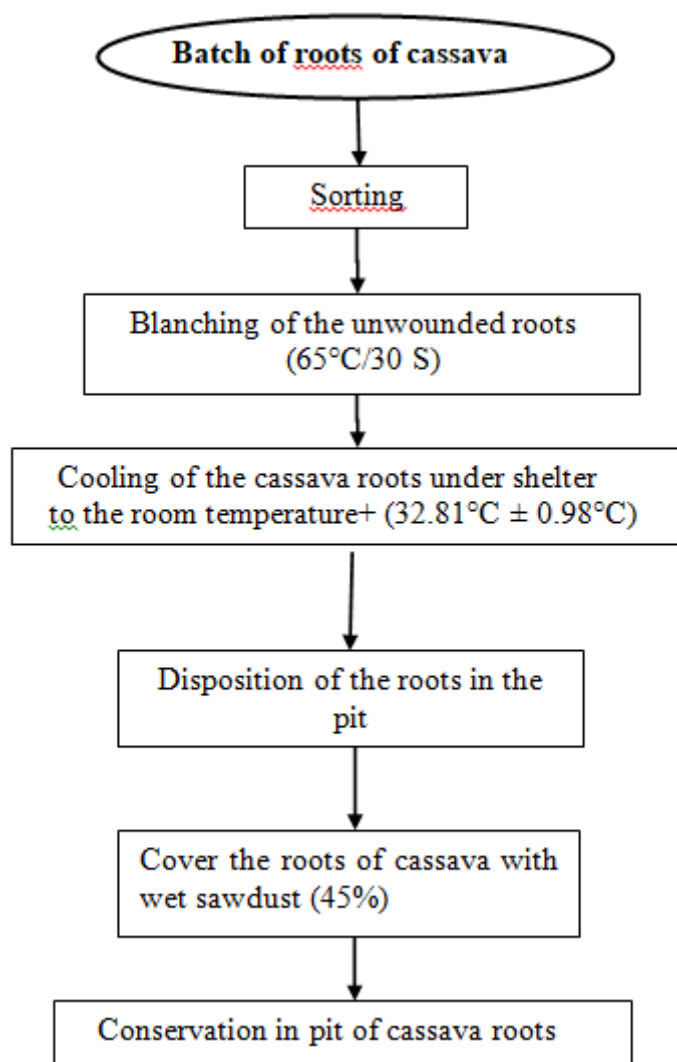 Batch of roots of cassava
Sorting
Blanching of the unwounded roots
(65°C/30 S)
Cooling of the cassava roots under shelter
to the room temperature+ (32.81°C ± 0.98°C)
Disposition of the roots in the
pit
Cover the roots of cassava with
wet sawdust (45%)
Conservation in pit of cassava roots